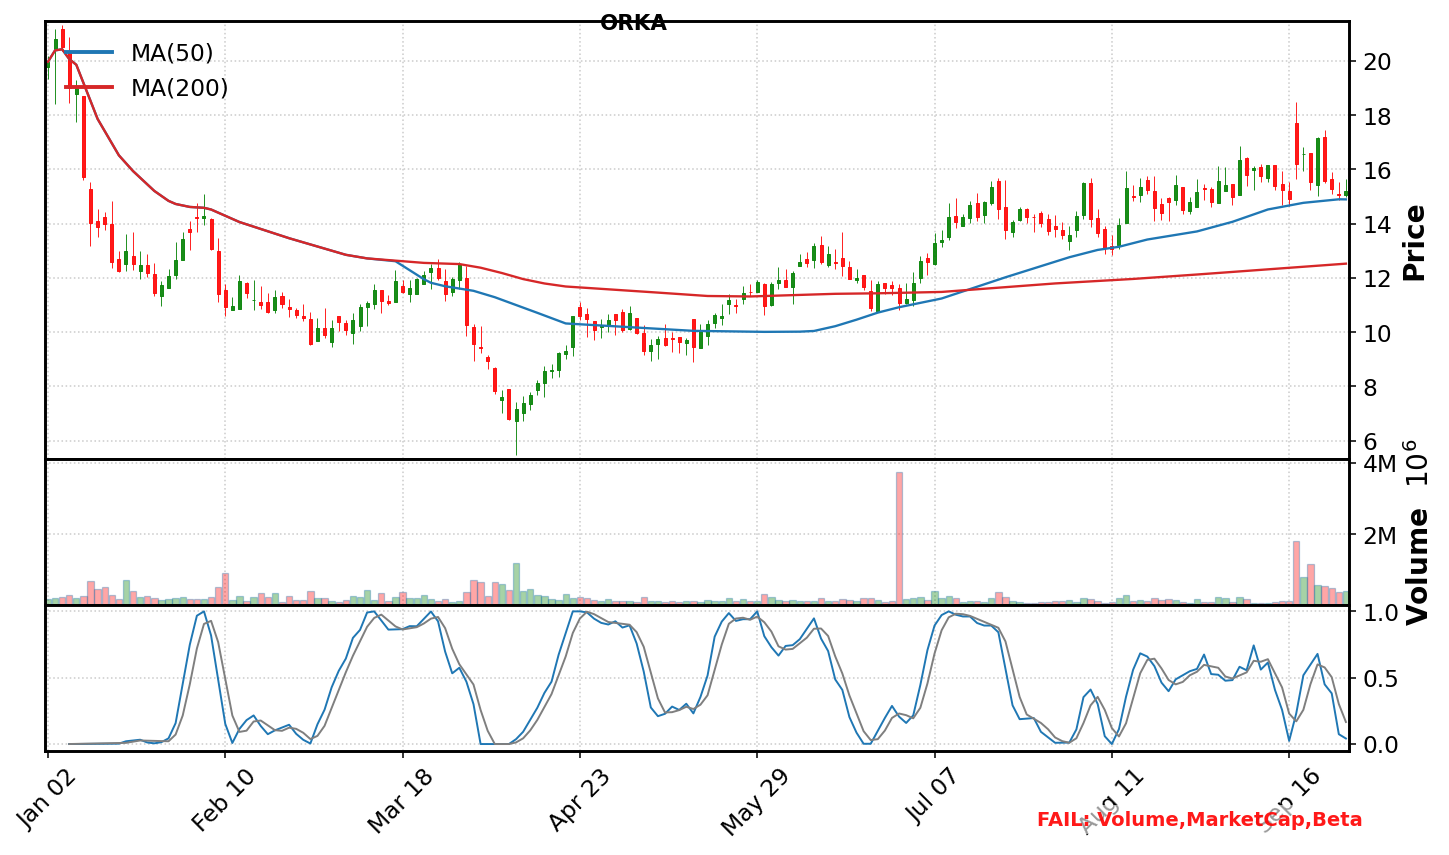 ORKA
MA(50)
MA(200)
20
18
16
14
12
10
8
6
Price
4M
2M
Volume 10^6
1.0
0.5
0.0
Jan 02
Feb 10
Mar 18
Apr 23
May 29
Jul 07
Aug 11
Sep 16
FAIL: Volume,MarketCap,Beta